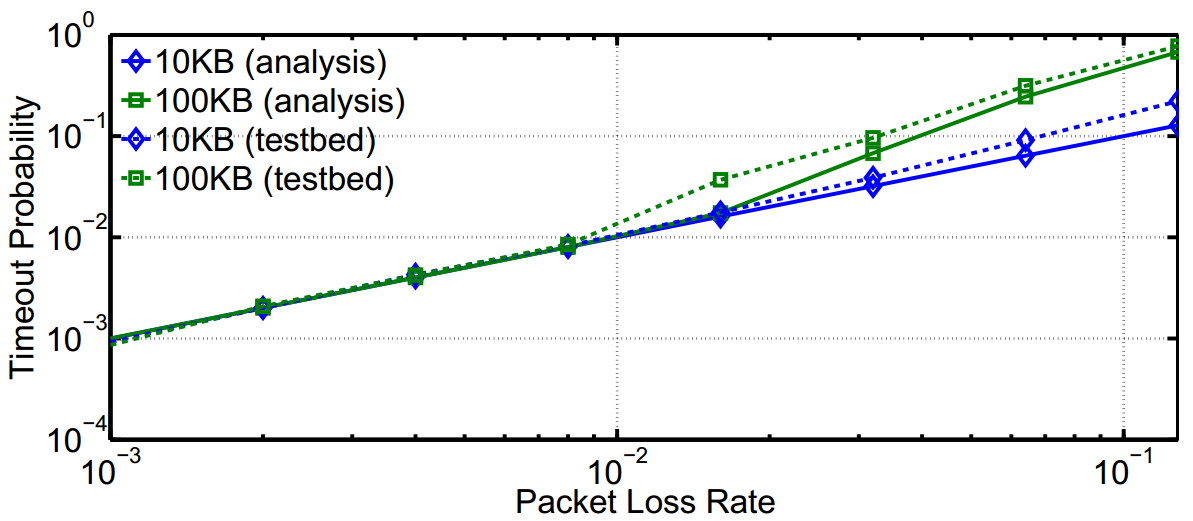 10^0
10^−1
10^−2
10^−3
10^−4
Timeout Probability
10KB (analysis)
100KB (analysis)
10KB (testbed)
100KB (testbed)
10^−3
10^−2
10^−1
Packet Loss Rate